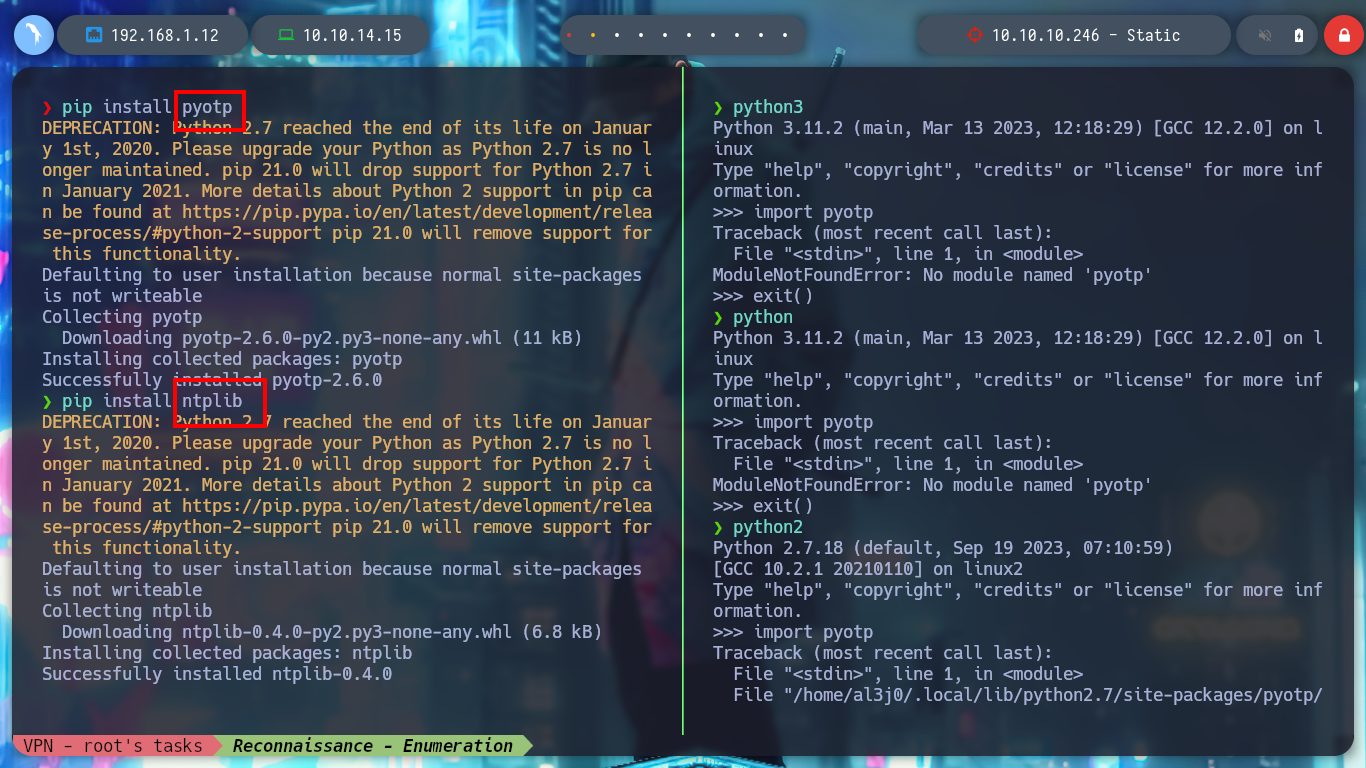 192.168.1.12
10.10.14.15
10.10.10.246 - Static
❯ pip install pyotp
DEPRECATION: Python 2.7 reached the end of its life on Januar
y 1st, 2020. Please upgrade your Python as Python 2.7 is no l
onger maintained. pip 21.0 will drop support for Python 2.7 i
n January 2021. More details about Python 2 support in pip ca
n be found at https://pip.pypa.io/en/latest/development/relea
se-process/#python-2-support pip 21.0 will remove support for
this functionality.
Defaulting to user installation because normal site-packages
is not writeable
Collecting pyotp
Downloading pyotp-2.6.0-py2.py3-none-any.whl (11 kB)
Installing collected packages: pyotp
Successfully installed pyotp-2.6.0
❯ pip install ntplib
DEPRECATION: Python 2.7 reached the end of its life on Januar
y 1st, 2020. Please upgrade your Python as Python 2.7 is no l
onger maintained. pip 21.0 will drop support for Python 2.7 i
n January 2021. More details about Python 2 support in pip ca
n be found at https://pip.pypa.io/en/latest/development/relea
se-process/#python-2-support pip 21.0 will remove support for
this functionality.
Defaulting to user installation because normal site-packages
is not writeable
Collecting ntplib
Downloading ntplib-0.4.0-py2.py3-none-any.whl (6.8 kB)
Installing collected packages: ntplib
Successfully installed ntplib-0.4.0
❯ python3
Python 3.11.2 (main, Mar 13 2023, 12:18:29) [GCC 12.2.0] on l
inux
Type "help", "copyright", "credits" or "license" for more inf
ormation.
>>> import pyotp
Traceback (most recent call last):
File "<stdin>", line 1, in <module>
ModuleNotFoundError: No module named 'pyotp'
>>> exit()
❯ python
Python 3.11.2 (main, Mar 13 2023, 12:18:29) [GCC 12.2.0] on l
inux
Type "help", "copyright", "credits" or "license" for more inf
ormation.
>>> import pyotp
Traceback (most recent call last):
File "<stdin>", line 1, in <module>
ModuleNotFoundError: No module named 'pyotp'
>>> exit()
❯ python2
Python 2.7.18 (default, Sep 19 2023, 07:10:59)
[GCC 10.2.1 20210110] on linux2
Type "help", "copyright", "credits" or "license" for more inf
ormation.
>>> import pyotp
Traceback (most recent call last):
File "<stdin>", line 1, in <module>
File "/home/al3j0/.local/lib/python2.7/site-packages/pyotp/
VPN - root's tasks
Reconnaissance - Enumeration